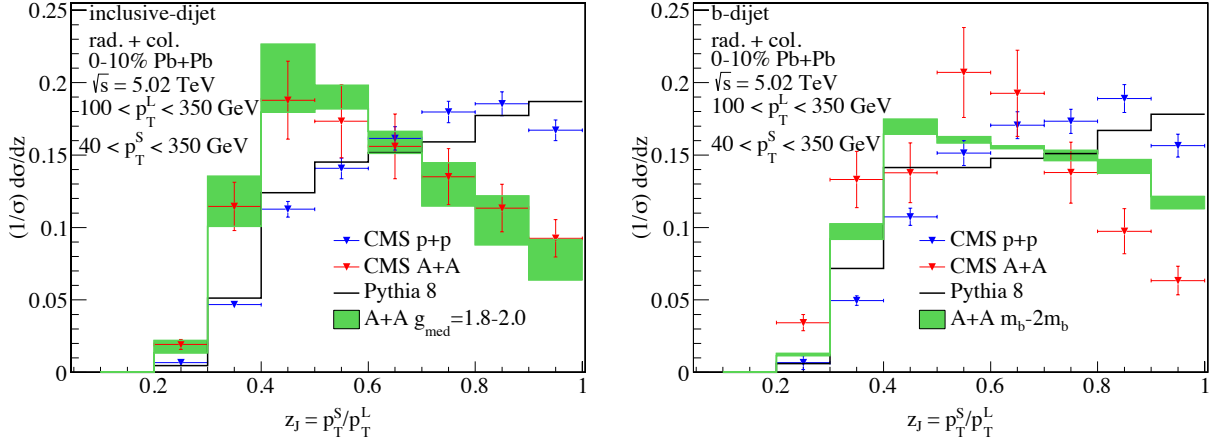 0.25
0.2
0.15
0.1
0.05
0
(1/σ) dσ/dz
inclusive-dijet
rad. + col.
0-10% Pb+Pb
√s = 5.02 TeV
100 < p_T^L < 350 GeV
40 < p_T^S < 350 GeV
CMS p+p
CMS A+A
Pythia 8
A+A g_med=1.8-2.0
0.2 0.4 0.6 0.8 1
z_J = p_T^S/p_T^L
0.25
0.2
0.15
0.1
0.05
0
(1/σ) dσ/dz
b-dijet
rad. + col.
0-10% Pb+Pb
√s = 5.02 TeV
100 < p_T^L < 350 GeV
40 < p_T^S < 350 GeV
CMS p+p
CMS A+A
Pythia 8
A+A m_b-2m_b
0.2 0.4 0.6 0.8 1
z_J = p_T^S/p_T^L